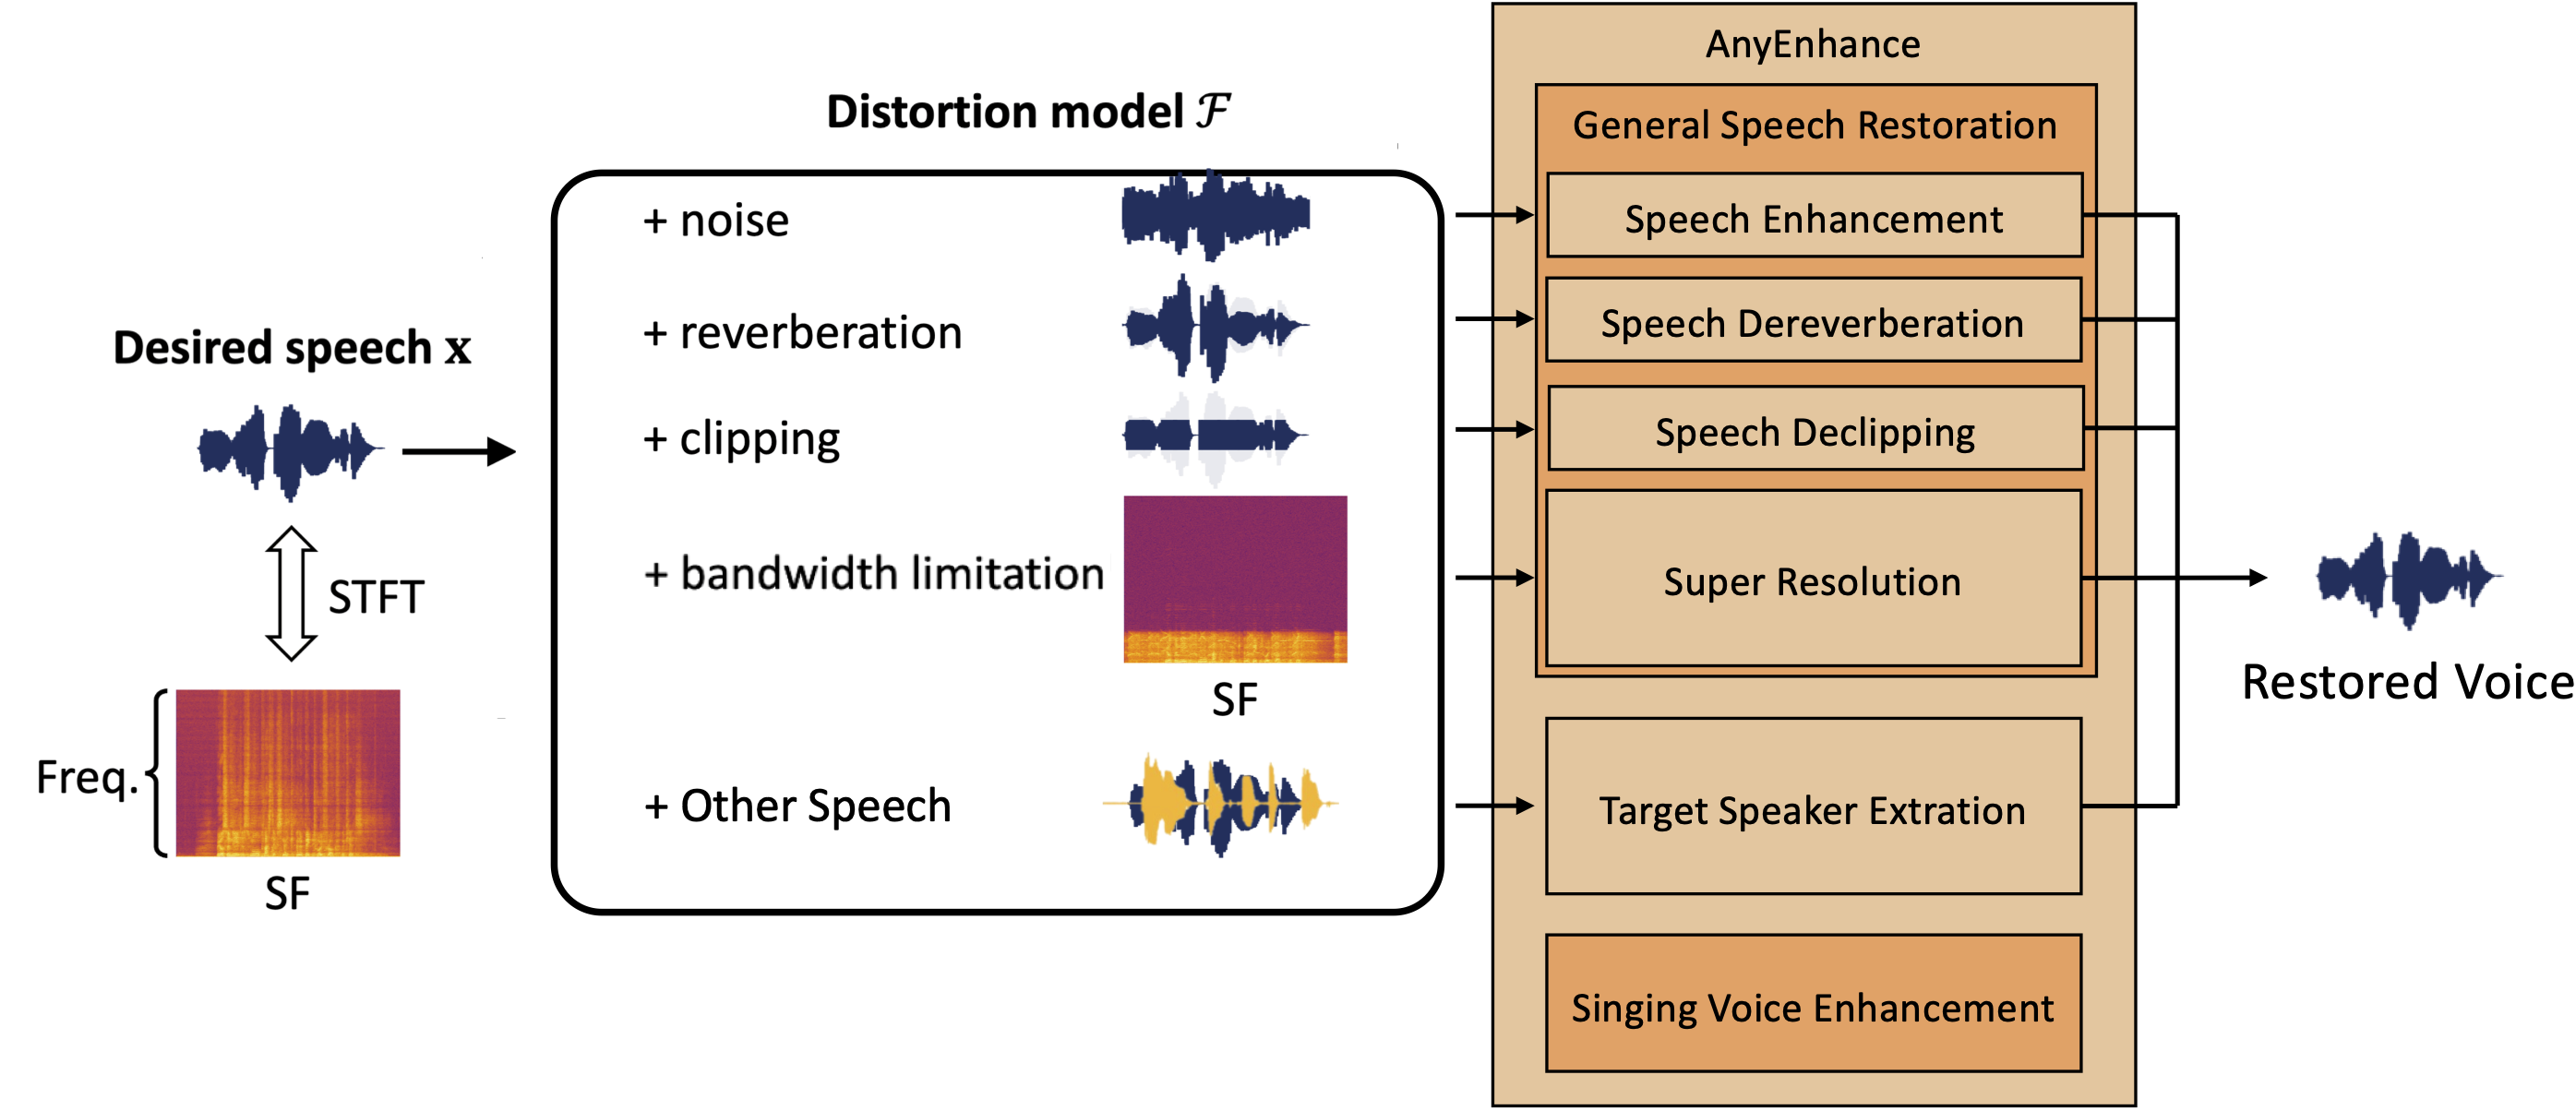 Desired speech x
STFT
Freq.
SF
Distortion model ℱ
+ noise
+ reverberation
+ clipping
+ bandwidth limitation
SF
+ Other Speech
AnyEnhance
General Speech Restoration
Speech Enhancement
Speech Dereverberation
Speech Declipping
Super Resolution
Target Speaker Extration
Singing Voice Enhancement
Restored Voice